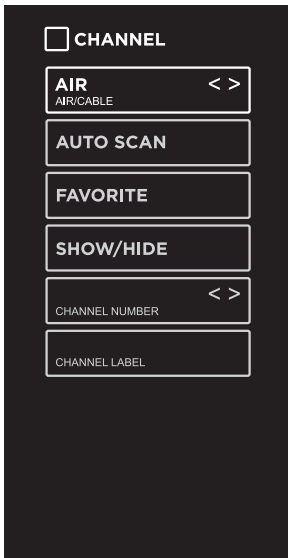 CHANNEL
AIR < >
AIR/CABLE
AUTO SCAN
FAVORITE
SHOW/HIDE
< >
CHANNEL NUMBER
CHANNEL LABEL